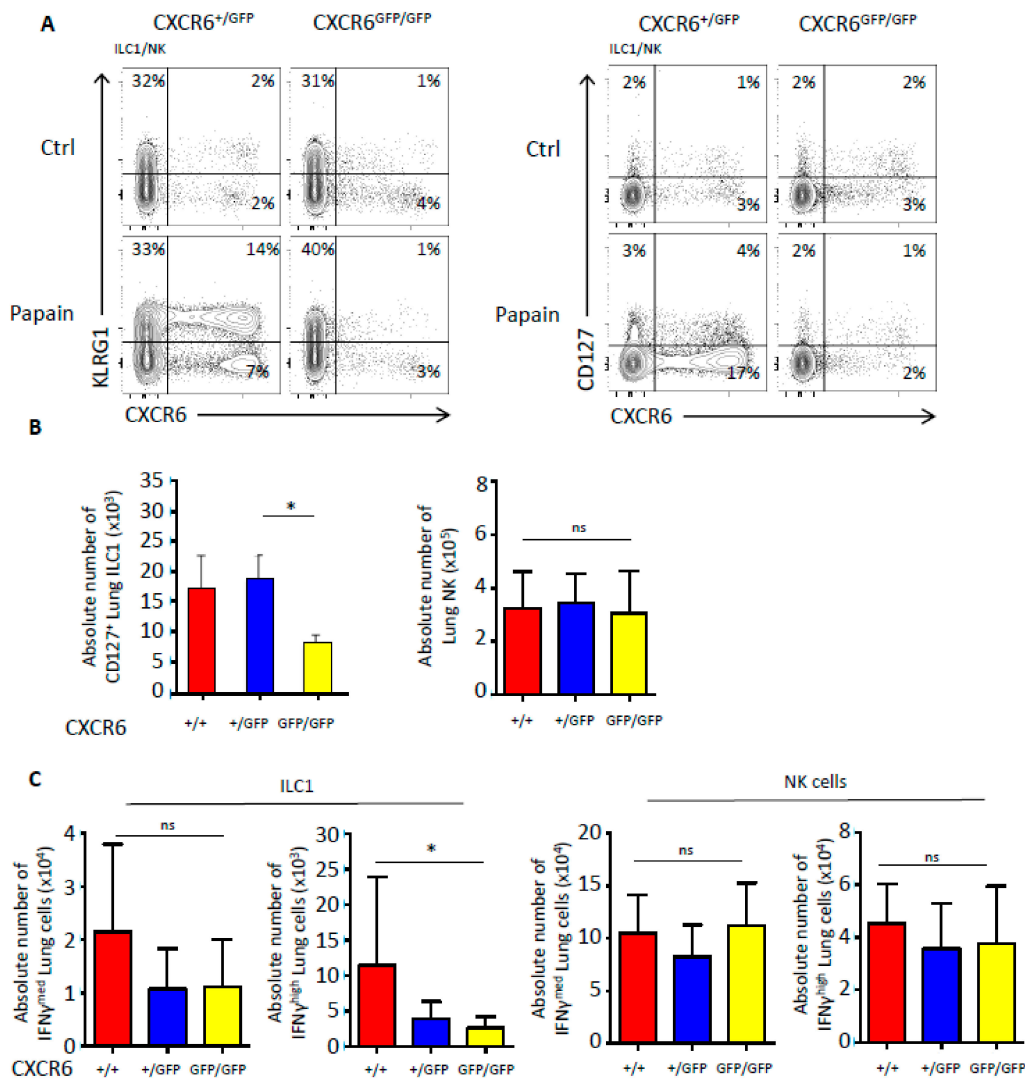 A
CXCR6+/GFP CXCR6GFP/GFP CXCR6+/GFP CXCR6GFP/GFP
ILC1/NK ILC1/NK
32% 2% 31% 1% 2% 1% 2% 2%
Ctrl Ctrl
2% 4% 3% 3%
33% 14% 40% 1% 3% 4% 2% 1%
Papain Papain
7% 3% 17% 2%
KLRG1 CD127
CXCR6 CXCR6
B
Absolute number of
CD127+ Lung ILC1 (x10³)
35
30
25
20
15
10
5
0
*
+/+ +/GFP GFP/GFP
CXCR6
Absolute number of
Lung NK (x10⁵)
8
6
4
2
0
ns
+/+ +/GFP GFP/GFP
C
ILC1
NK cells
Absolute number of
IFNγmed Lung cells (x10⁴)
4
3
2
1
0
ns
+/+ +/GFP GFP/GFP
CXCR6
Absolute number of
IFNγhigh Lung cells (x10³)
30
25
20
15
10
5
0
*
+/+ +/GFP GFP/GFP
Absolute number of
IFNγmed Lung cells (x10⁴)
20
15
10
5
0
ns
+/+ +/GFP GFP/GFP
Absolute number of
IFNγhigh Lung cells (x10⁴)
8
6
4
2
0
ns
+/+ +/GFP GFP/GFP